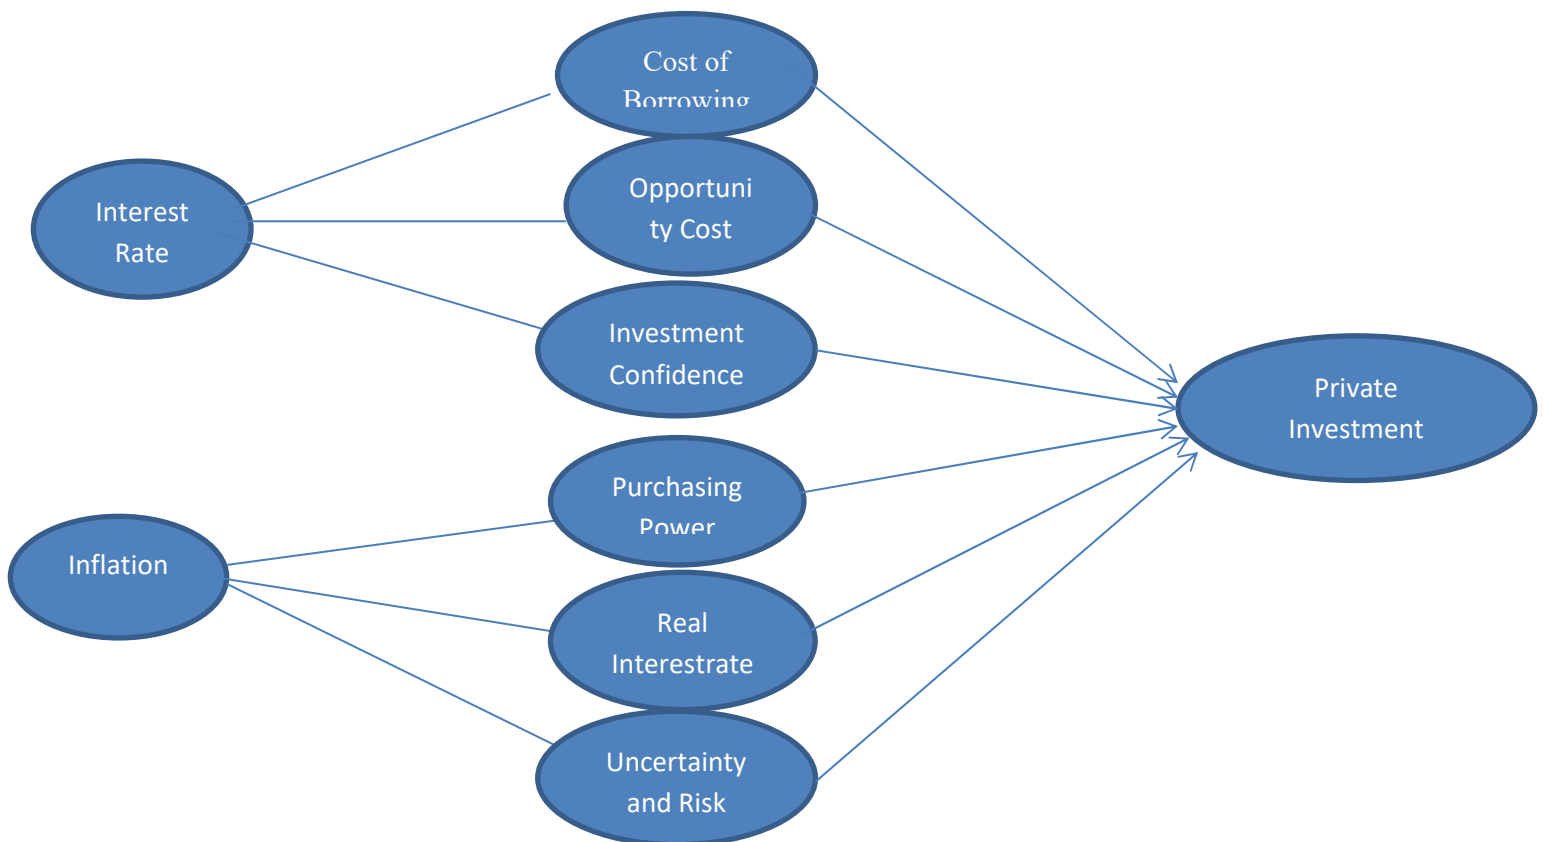 Cost of
Borrowing
Opportuni
ty Cost
Interest
Rate
Investment
Confidence
Private
Investment
Purchasing
Power
Inflation
Real
Interestrate
Uncertainty
and Risk